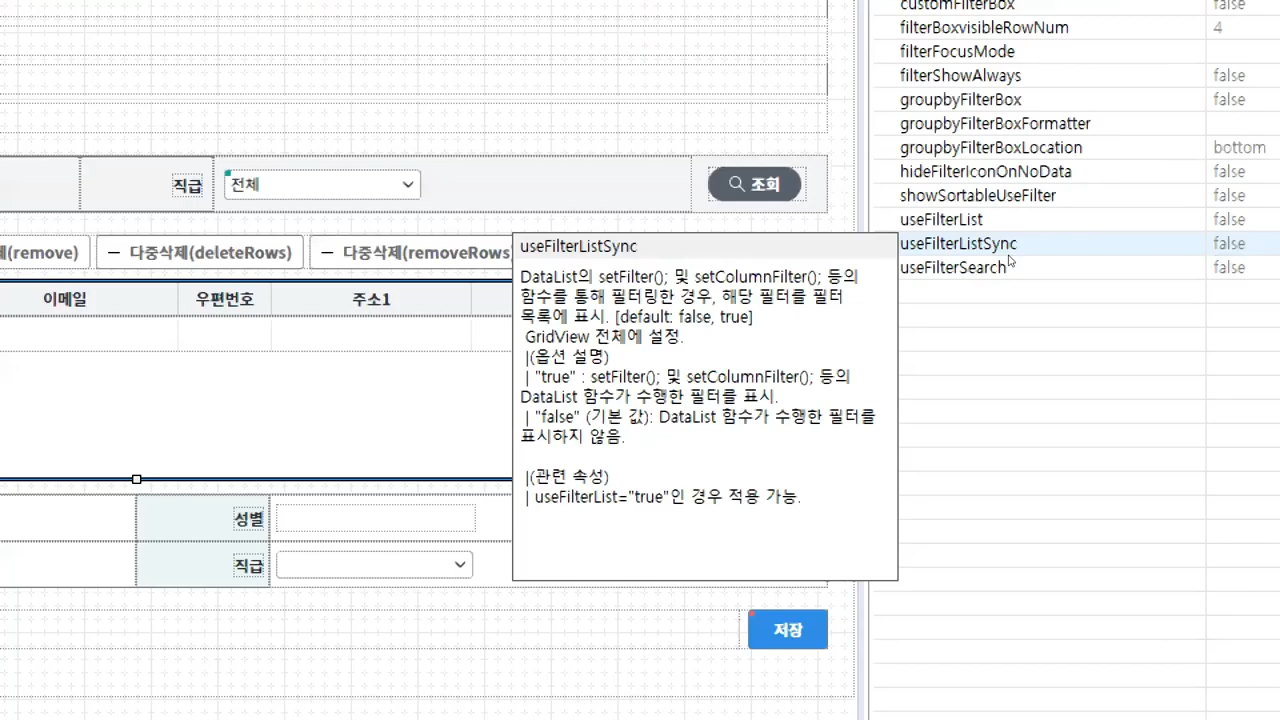 customFilterBox false
filterBoxvisibleRowNum 4
filterFocusMode
filterShowAlways false
groupbyFilterBox false
groupbyFilterBoxFormatter
groupbyFilterBoxLocation bottom
hideFilterIconOnNoData false
showSortableUseFilter false
useFilterList false
useFilterListSync false
useFilterSearch false
직급 전체 조회
(remove) 다중삭제(deleteRows) 다중삭제(removeRows)
이메일 우편번호 주소1
useFilterListSync
DataList의 setFilter(); 및 setColumnFilter(); 등의
함수를 통해 필터링한 경우, 해당 필터를 필터
목록에 표시. [default: false, true]
GridView 전체에 설정.
|(옵션 설명)
| "true" : setFilter(); 및 setColumnFilter(); 등의
DataList 함수가 수행한 필터를 표시.
| "false" (기본 값): DataList 함수가 수행한 필터를
표시하지 않음.
|(관련 속성)
| useFilterList="true"인 경우 적용 가능.
성별
직급
저장